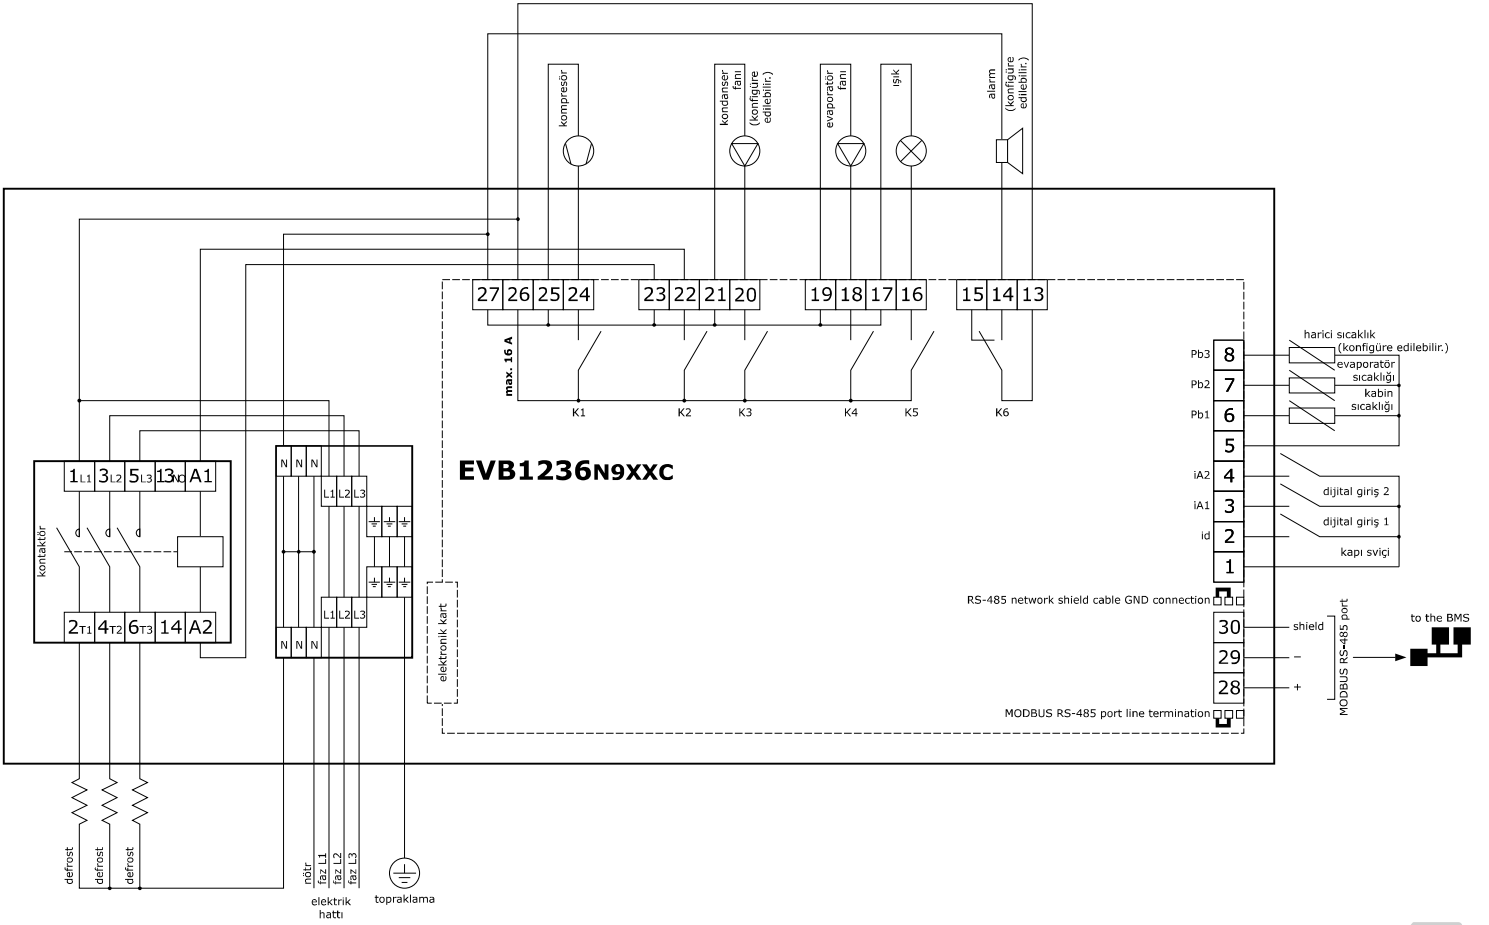 kompresör
kondanser
fanı
(konfigüre
edilebilir.)
evaporatör
fanı
ışık
alarm
(konfigüre
edilebilir.)
27 26 25 24
23 22 21 20
19 18 17 16
15 14 13
max. 16 A
K1 K2 K3 K4 K5 K6
EVB1236N9XXC
Pb3 8
Pb2 7
Pb1 6
5
iA2 4
iA1 3
id 2
1
harici sıcaklık
(konfigüre edilebilir.)
evaporatör
sıcaklığı
kabin
sıcaklığı
dijital giriş 2
dijital giriş 1
kapı sviçi
RS-485 network shield cable GND connection
30 shield
29 −
28 +
MODBUS RS-485 port
to the BMS
MODBUS RS-485 port line termination
elektronik kart
kontaktör
1L1 3L2 5L3 13NO A1
2T1 4T2 6T3 14 A2
N N N
L1 L2 L3
L1 L2 L3
N N N
defrost
defrost
defrost
nötr
faz L1
faz L2
faz L3
elektrik
hattı
topraklama